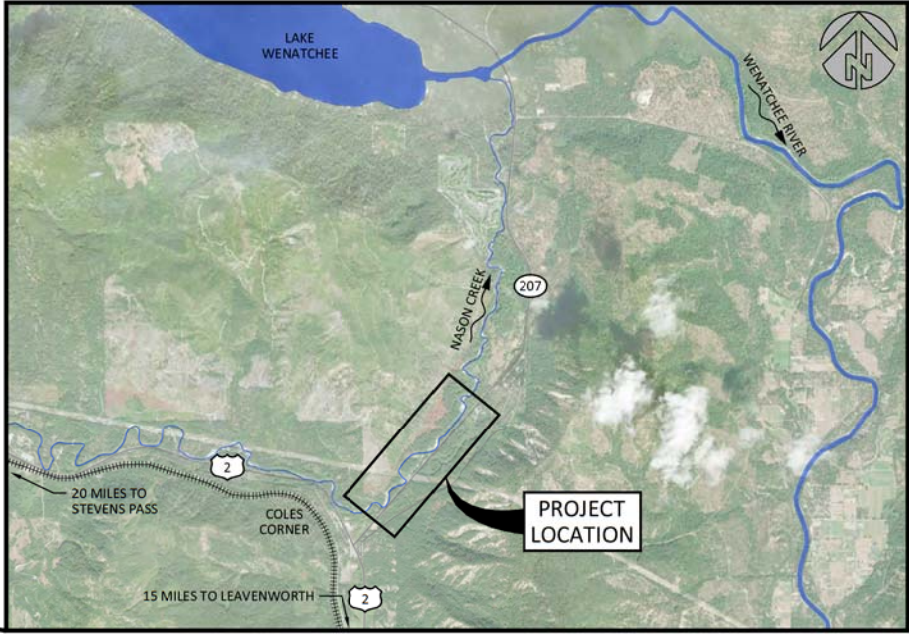 LAKE
WENATCHEE
N
WENATCHEE RIVER
NASON CREEK
207
2
20 MILES TO
STEVENS PASS
COLES
CORNER
PROJECT
LOCATION
15 MILES TO LEAVENWORTH
2